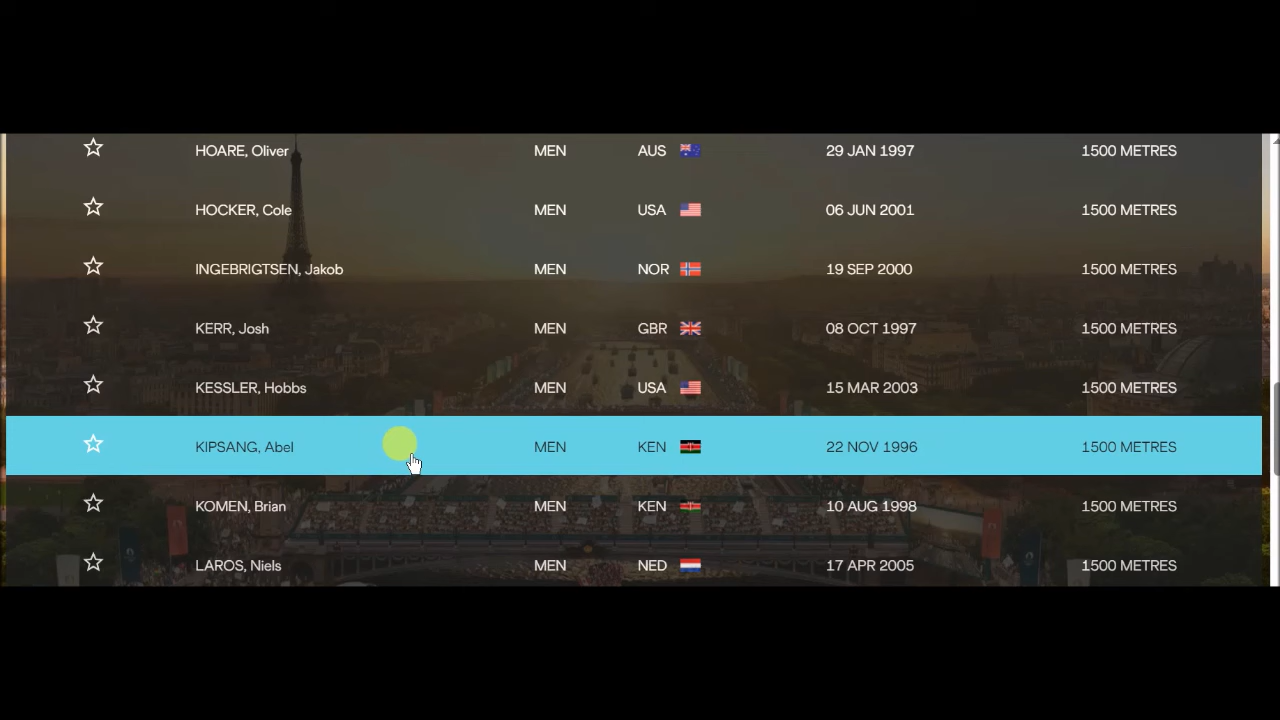 HOARE, Oliver MEN AUS 29 JAN 1997 1500 METRES
HOCKER, Cole MEN USA 06 JUN 2001 1500 METRES
INGEBRIGTSEN, Jakob MEN NOR 19 SEP 2000 1500 METRES
KERR, Josh MEN GBR 08 OCT 1997 1500 METRES
KESSLER, Hobbs MEN USA 15 MAR 2003 1500 METRES
KIPSANG, Abel MEN KEN 22 NOV 1996 1500 METRES
KOMEN, Brian MEN KEN 10 AUG 1998 1500 METRES
LAROS, Niels MEN NED 17 APR 2005 1500 METRES